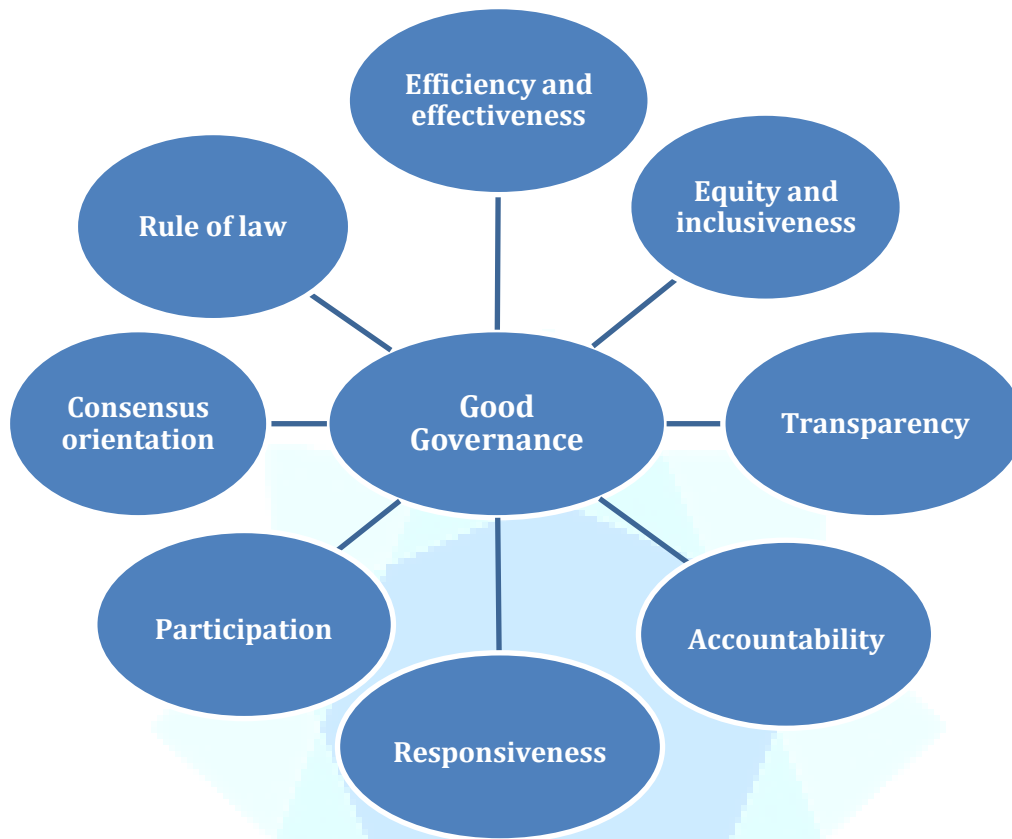 Efficiency and
effectiveness
Equity and
inclusiveness
Rule of law
Consensus
orientation
Good
Governance
Transparency
Participation
Accountability
Responsiveness